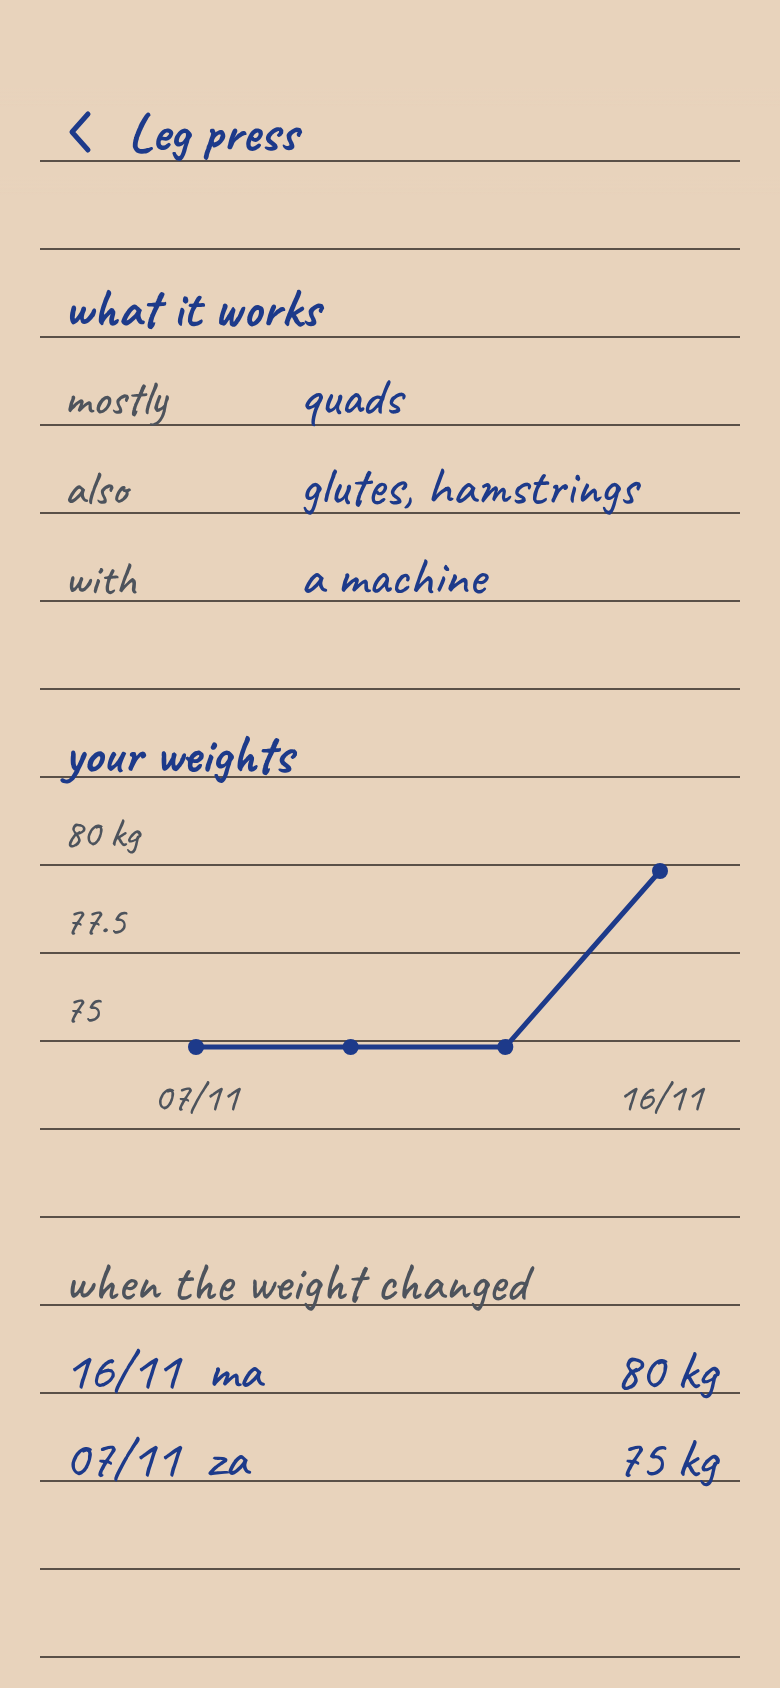 Leg press
what it works
mostly quads
also glutes, hamstrings
with a machine
your weights
80 kg
77.5
75
07/11 16/11
when the weight changed
16/11 ma 80 kg
07/11 za 75 kg